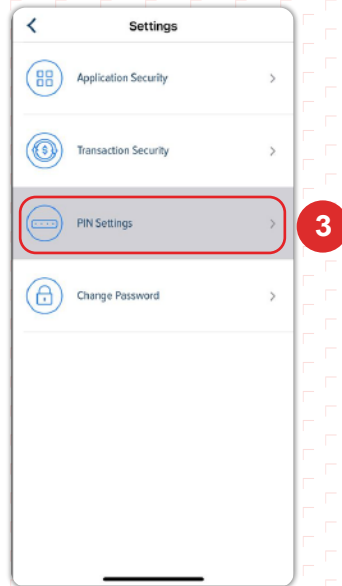 Settings
Application Security
Transaction Security
PIN Settings
3
Change Password